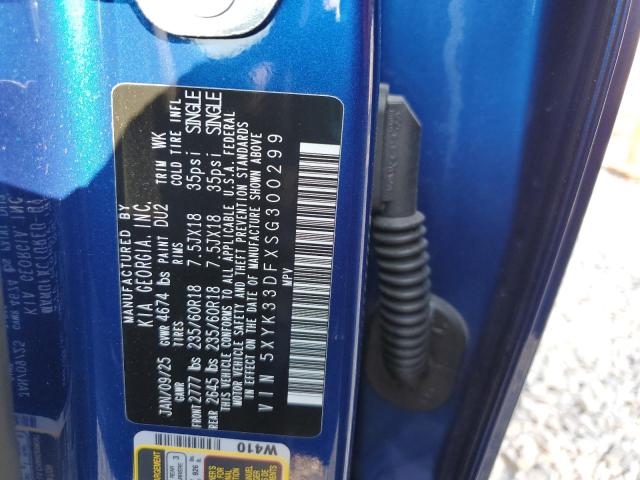 MANUFACTURED BY
KIA GEORGIA, INC.
JAN/09/25 GVWR 4674 lbs PAINT DU2 TRIM WK
GAWR TIRES RIMS COLD TIRE INFL
FRONT 2777 lbs 235/60R18 7.5JX18 35psi SINGLE
REAR 2645 lbs 235/60R18 7.5JX18 35psi SINGLE
THIS VEHICLE CONFORMS TO ALL APPLICABLE U.S.A. FEDERAL
MOTOR VEHICLE SAFETY AND THEFT PREVENTION STANDARDS
IN EFFECT ON THE DATE OF MANUFACTURE SHOWN ABOVE
VIN 5XYK33DFXSG300299
MPV
W410
REAR 3